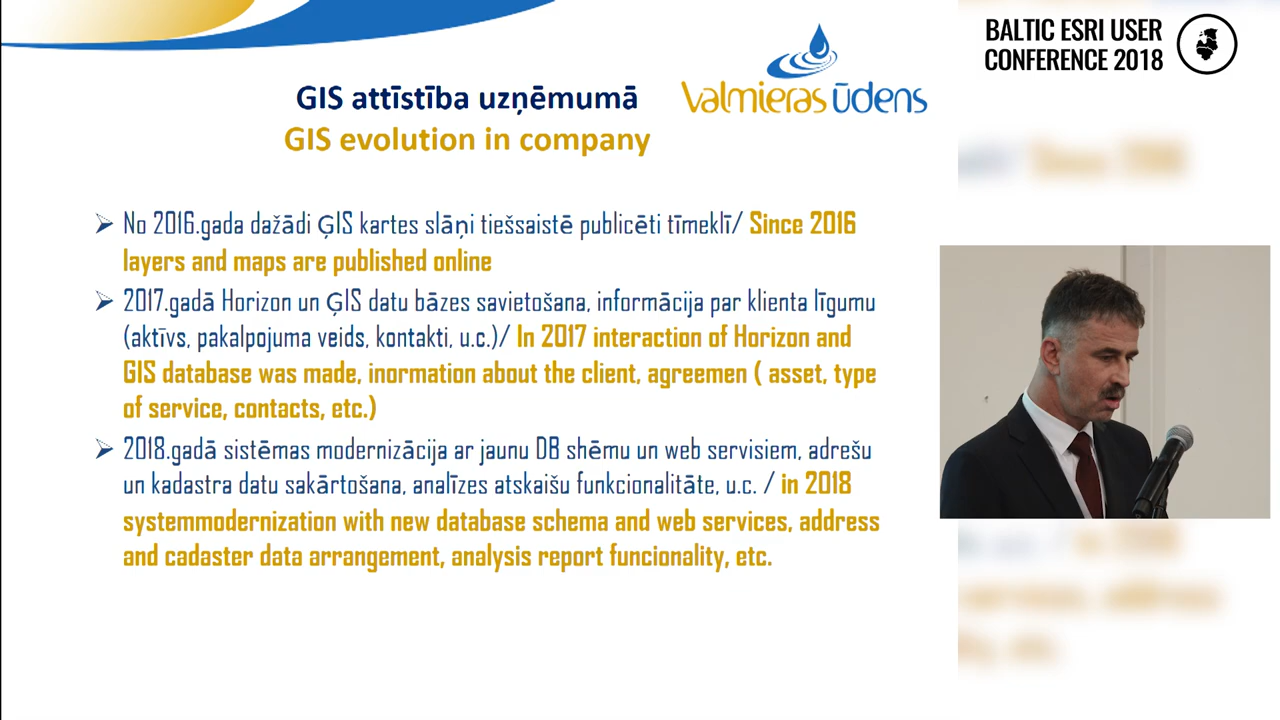 BALTIC ESRI USER
CONFERENCE 2018
Valmieras ūdens
GIS attīstība uzņēmumā
GIS evolution in company
No 2016.gada dažādi ĢIS kartes slāņi tiešsaistē publicēti tīmeklī/ Since 2016
layers and maps are published online
2017.gadā Horizon un ĢIS datu bāzes savietošana, informācija par klienta līgumu
(aktīvs, pakalpojuma veids, kontakti, u.c.)/ In 2017 interaction of Horizon and
GIS database was made, inormation about the client, agreemen ( asset, type
of service, contacts, etc.)
2018.gadā sistēmas modernizācija ar jaunu DB shēmu un web servisiem, adrešu
un kadastra datu sakārtošana, analīzes atskaišu funkcionalitāte, u.c. / in 2018
systemmodernization with new database schema and web services, address
and cadaster data arrangement, analysis report funcionality, etc.